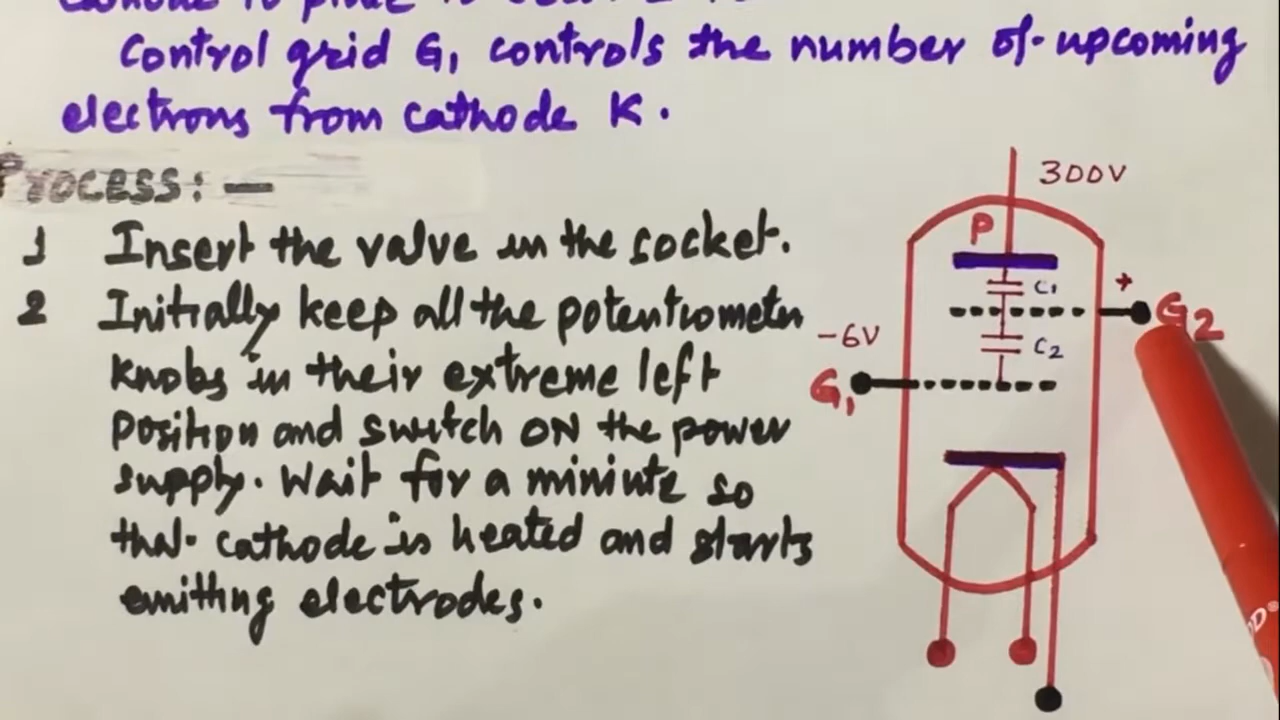 Control grid G₁ controls the number of upcoming
electrons from cathode K.
PROCESS: —
1 Insert the valve in the socket.
2 Initially keep all the potentiometer
knobs in their extreme left
position and switch ON the power
supply. Wait for a miniute so
that cathode is heated and starts
emitting electrodes.
300V
P
C₁
+
G2
-6V
C₂
G₁